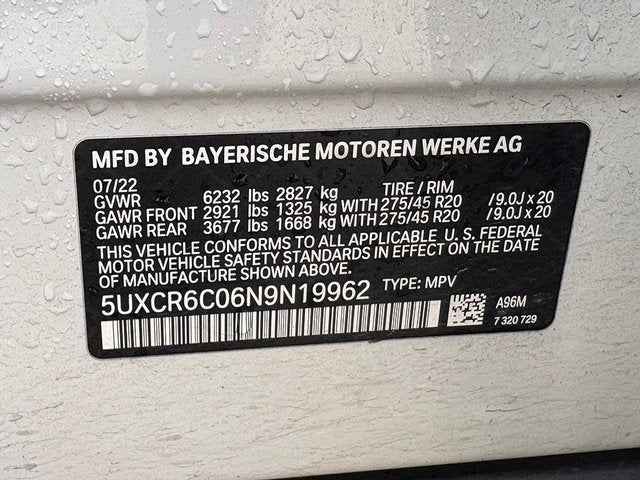 MFD BY BAYERISCHE MOTOREN WERKE AG
07/22 TIRE / RIM
GVWR 6232 lbs 2827 kg
GAWR FRONT 2921 lbs 1325 kg WITH 275/45 R20 /9.0J x 20
GAWR REAR 3677 lbs 1668 kg WITH 275/45 R20 /9.0J x 20
THIS VEHICLE CONFORMS TO ALL APPLICABLE U. S. FEDERAL
MOTOR VEHICLE SAFETY STANDARDS IN EFFECT ON THE DATE
OF MANUFACTURE SHOWN ABOVE.
5UXCR6C06N9N19962 TYPE: MPV
A96M
7 320 729